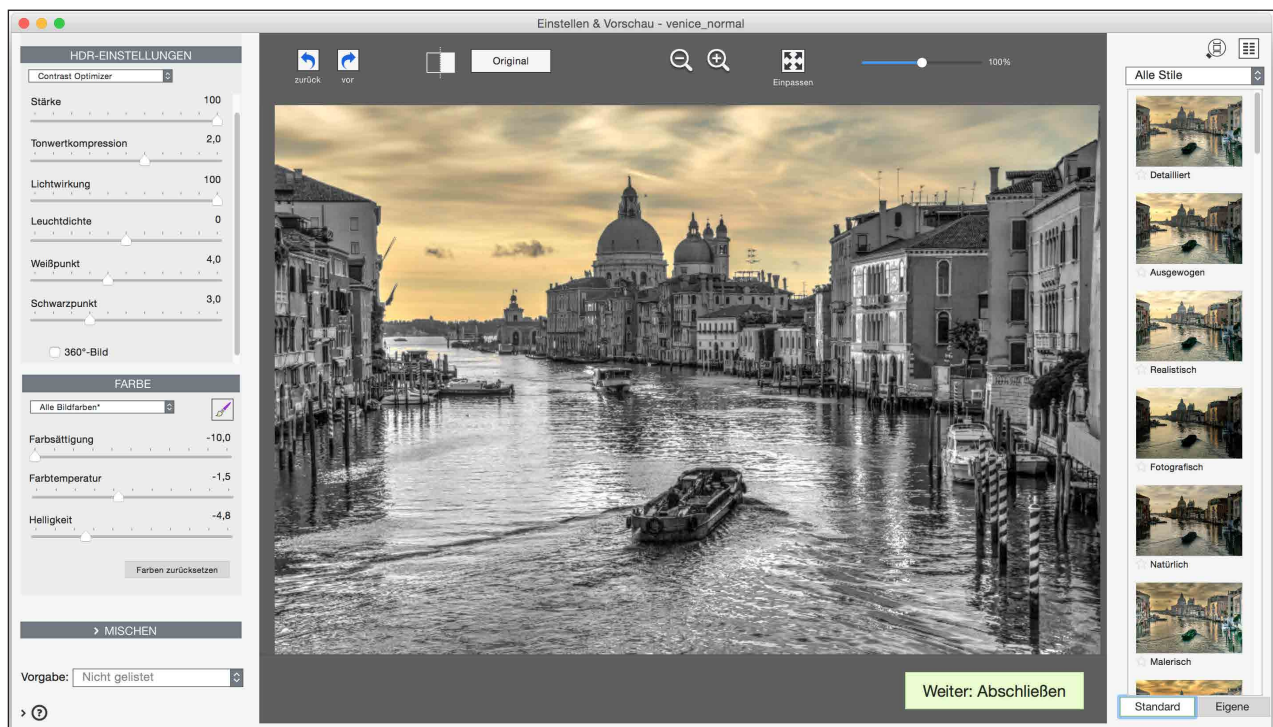 Einstellen & Vorschau - venice_normal
HDR-EINSTELLUNGEN
Contrast Optimizer
Stärke 100
Tonwertkompression 2,0
Lichtwirkung 100
Leuchtdichte 0
Weißpunkt 4,0
Schwarzpunkt 3,0
360°-Bild
FARBE
Alle Bildfarben*
Farbsättigung -10,0
Farbtemperatur -1,5
Helligkeit -4,8
Farben zurücksetzen
> MISCHEN
Vorgabe: Nicht gelistet
> ?
zurück vor
Original
Einpassen
100%
Weiter: Abschließen
Alle Stile
Detailliert
Ausgewogen
Realistisch
Fotografisch
Natürlich
Malerisch
Standard Eigene